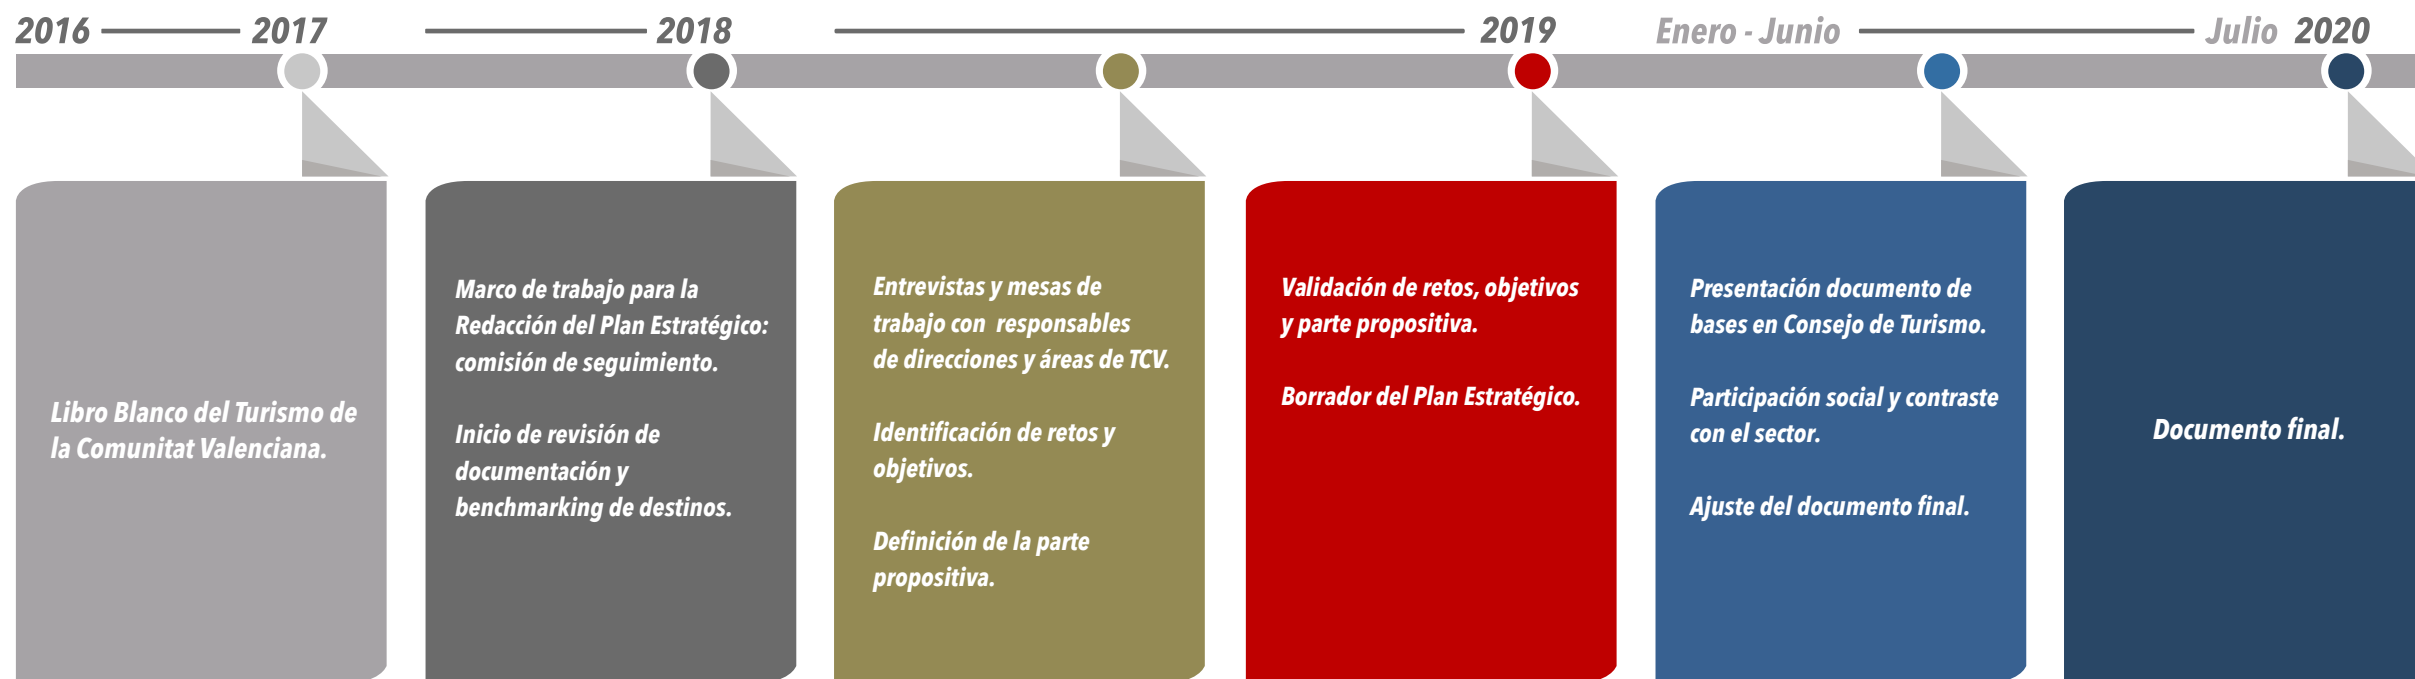 2016 2017 2018 2019 Enero - Junio Julio 2020
Libro Blanco del Turismo de
la Comunitat Valenciana.
Marco de trabajo para la
Redacción del Plan Estratégico:
comisión de seguimiento.
Inicio de revisión de
documentación y
benchmarking de destinos.
Entrevistas y mesas de
trabajo con responsables
de direcciones y áreas de TCV.
Identificación de retos y
objetivos.
Definición de la parte
propositiva.
Validación de retos, objetivos
y parte propositiva.
Borrador del Plan Estratégico.
Presentación documento de
bases en Consejo de Turismo.
Participación social y contraste
con el sector.
Ajuste del documento final.
Documento final.